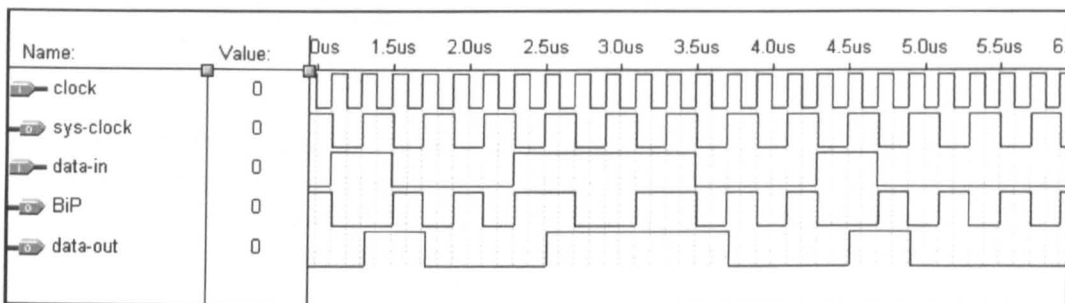 Name: Value: 0us 1.5us 2.0us 2.5us 3.0us 3.5us 4.0us 4.5us 5.0us 5.5us 6.
clock 0
sys-clock 0
data-in 0
BiP 0
data-out 0